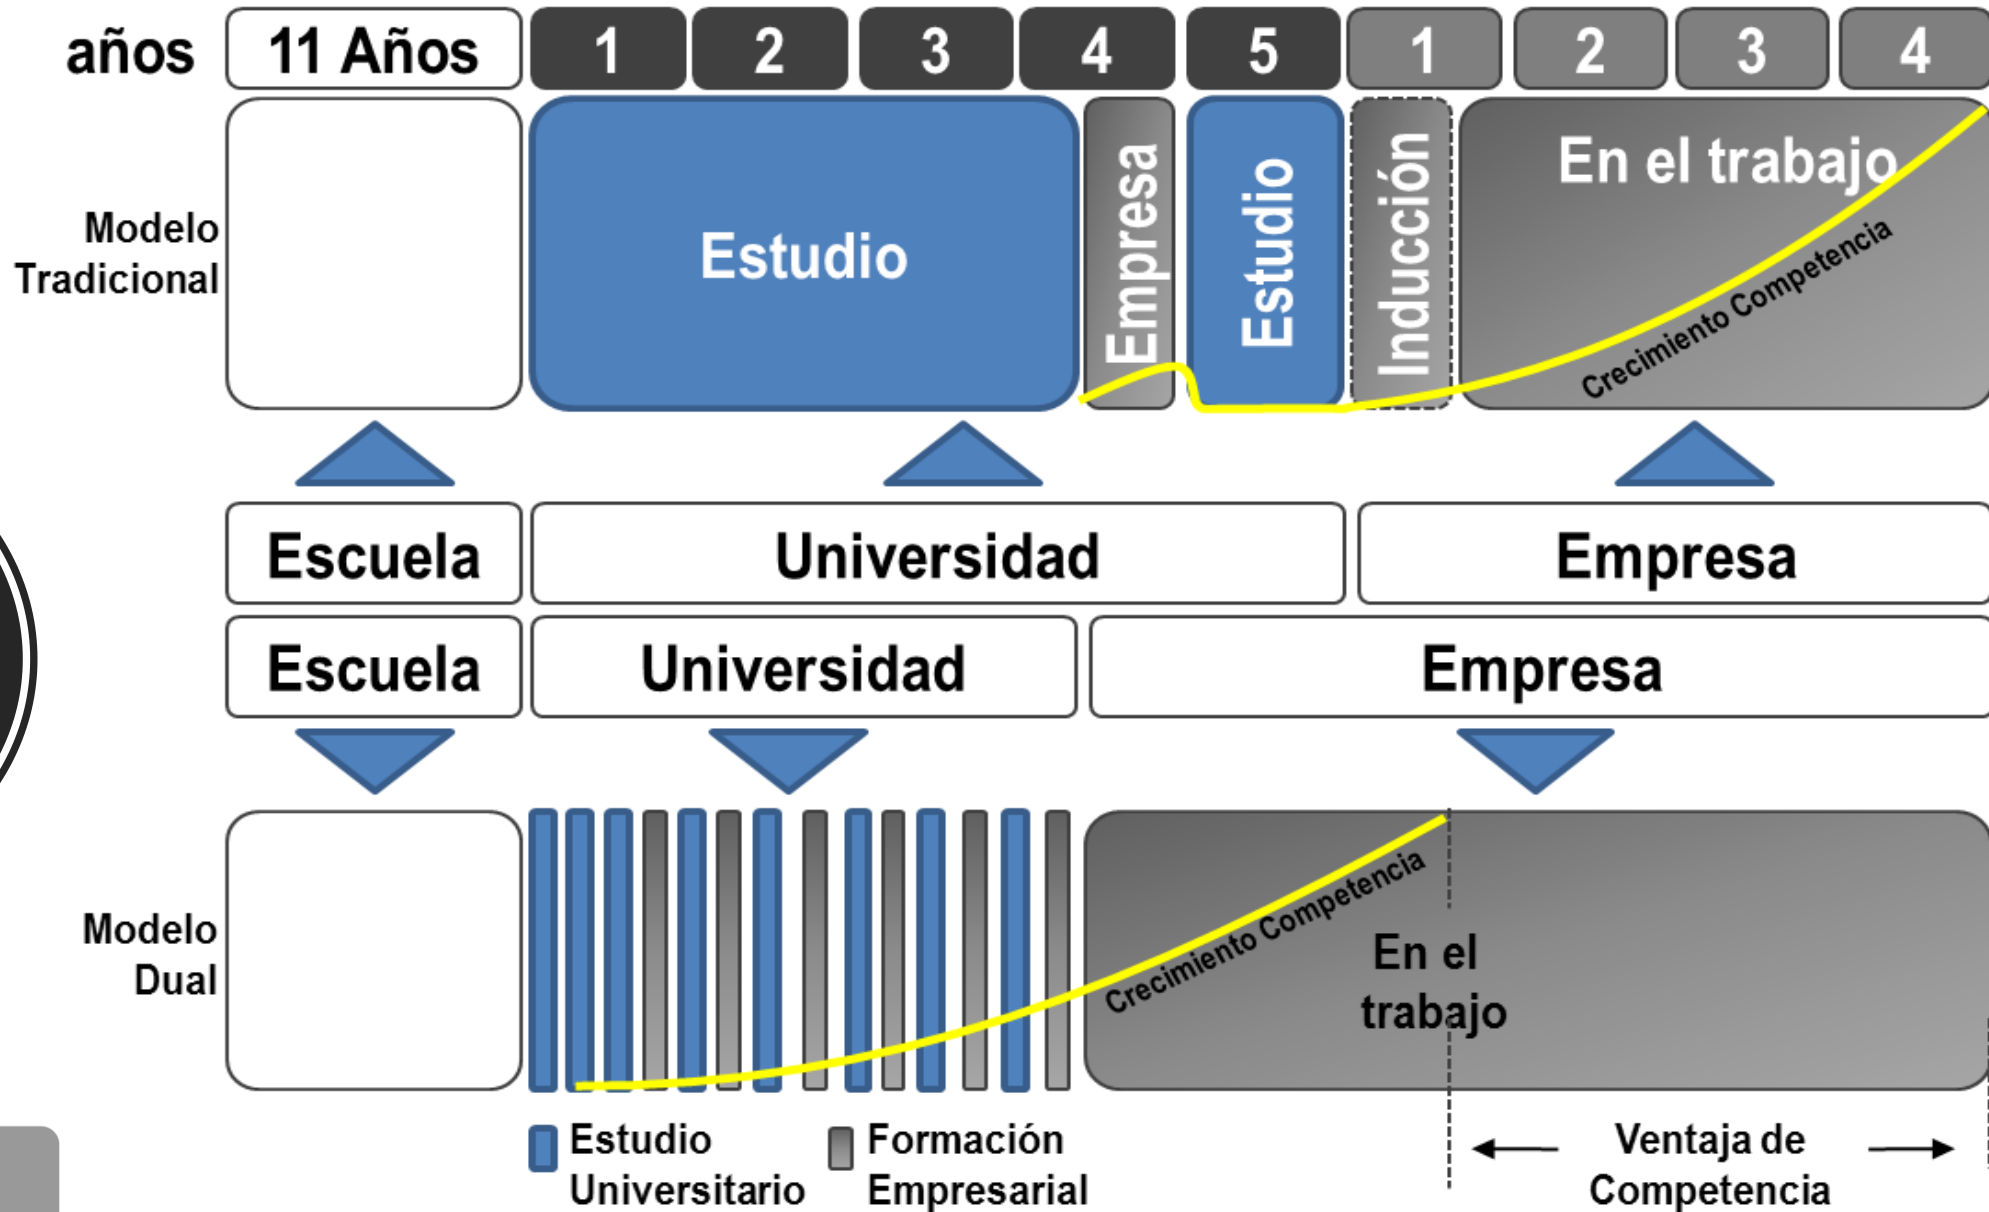 años 11 Años 1 2 3 4 5 1 2 3 4
Modelo
Tradicional
Estudio
Empresa
Estudio
Inducción
En el trabajo
Crecimiento Competencia
Escuela Universidad Empresa
Escuela Universidad Empresa
Modelo
Dual
Crecimiento Competencia
En el
trabajo
Estudio
Universitario
Formación
Empresarial
Ventaja de
Competencia